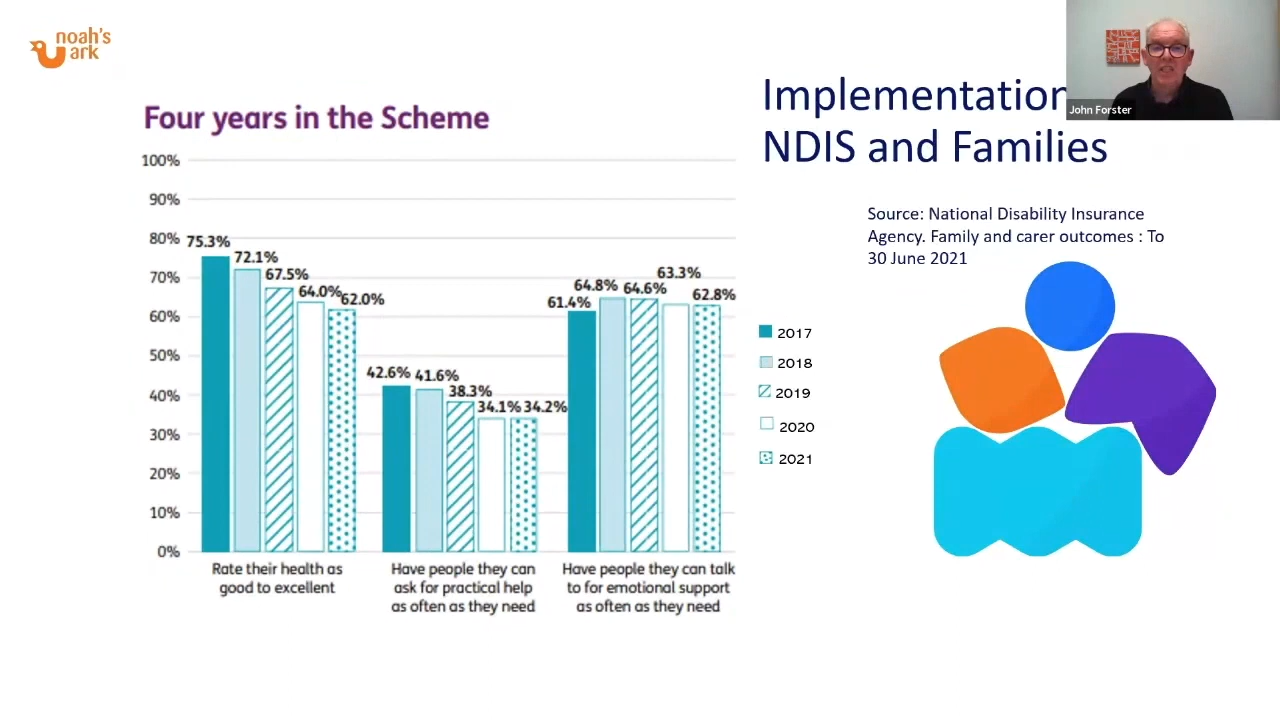 noah's
ark
Four years in the Scheme
100%
90%
80%
70%
60%
50%
40%
30%
20%
10%
0%
75.3%
72.1%
67.5%
64.0%
62.0%
42.6%
41.6%
38.3%
34.1%
34.2%
61.4%
64.8%
64.6%
63.3%
62.8%
Rate their health as
good to excellent
Have people they can
ask for practical help
as often as they need
Have people they can talk
to for emotional support
as often as they need
2017
2018
2019
2020
2021
Implementation
NDIS and Families
Source: National Disability Insurance
Agency. Family and carer outcomes : To
30 June 2021
John Forster